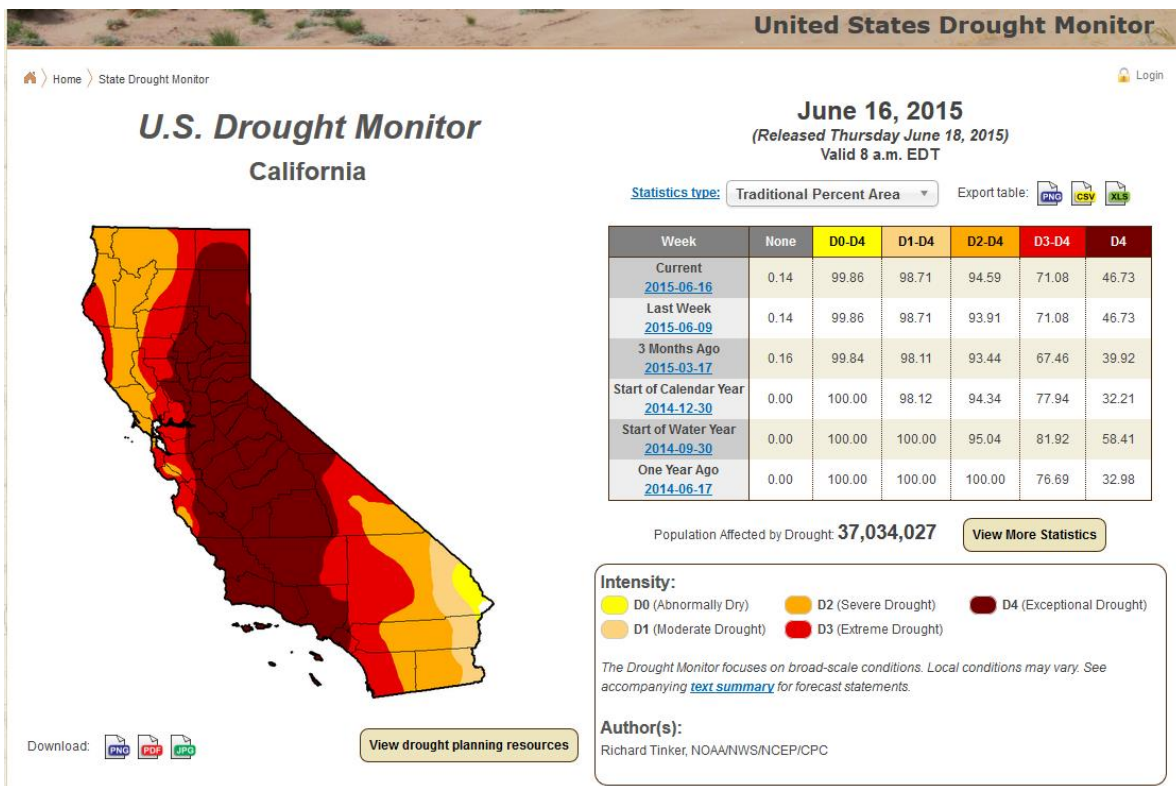 United States Drought Monitor
Home 〉 State Drought Monitor
Login
U.S. Drought Monitor
California
June 16, 2015
(Released Thursday June 18, 2015)
Valid 8 a.m. EDT
Statistics type: Traditional Percent Area Export table: PNG CSV XLS
Week None D0-D4 D1-D4 D2-D4 D3-D4 D4
Current
2015-06-16 0.14 99.86 98.71 94.59 71.08 46.73
Last Week
2015-06-09 0.14 99.86 98.71 93.91 71.08 46.73
3 Months Ago
2015-03-17 0.16 99.84 98.11 93.44 67.46 39.92
Start of Calendar Year
2014-12-30 0.00 100.00 98.12 94.34 77.94 32.21
Start of Water Year
2014-09-30 0.00 100.00 100.00 95.04 81.92 58.41
One Year Ago
2014-06-17 0.00 100.00 100.00 100.00 76.69 32.98
Population Affected by Drought: 37,034,027 View More Statistics
Intensity:
D0 (Abnormally Dry) D2 (Severe Drought) D4 (Exceptional Drought)
D1 (Moderate Drought) D3 (Extreme Drought)
The Drought Monitor focuses on broad-scale conditions. Local conditions may vary. See
accompanying text summary for forecast statements.
Author(s):
Richard Tinker, NOAA/NWS/NCEP/CPC
Download: PNG PDF JPG
View drought planning resources